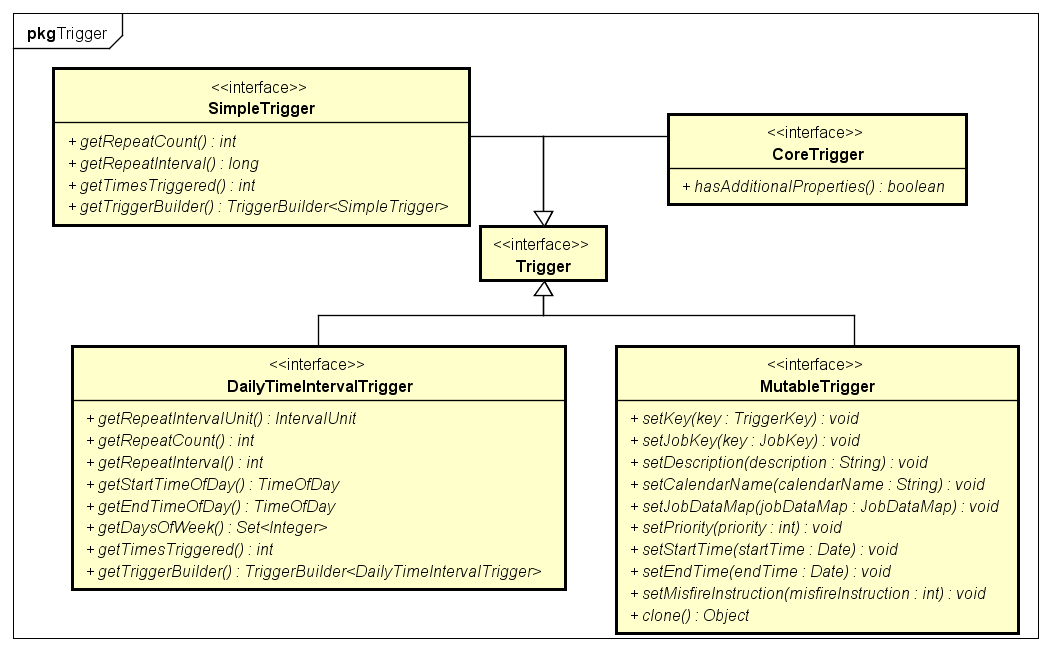 pkgTrigger
<<interface>>
SimpleTrigger
+ getRepeatCount() : int
+ getRepeatInterval() : long
+ getTimesTriggered() : int
+ getTriggerBuilder() : TriggerBuilder<SimpleTrigger>
<<interface>>
CoreTrigger
+ hasAdditionalProperties() : boolean
<<interface>>
Trigger
<<interface>>
DailyTimeIntervalTrigger
+ getRepeatIntervalUnit() : IntervalUnit
+ getRepeatCount() : int
+ getRepeatInterval() : int
+ getStartTimeOfDay() : TimeOfDay
+ getEndTimeOfDay() : TimeOfDay
+ getDaysOfWeek() : Set<Integer>
+ getTimesTriggered() : int
+ getTriggerBuilder() : TriggerBuilder<DailyTimeIntervalTrigger>
<<interface>>
MutableTrigger
+ setKey(key : TriggerKey) : void
+ setJobKey(key : JobKey) : void
+ setDescription(description : String) : void
+ setCalendarName(calendarName : String) : void
+ setJobDataMap(jobDataMap : JobDataMap) : void
+ setPriority(priority : int) : void
+ setStartTime(startTime : Date) : void
+ setEndTime(endTime : Date) : void
+ setMisfireInstruction(misfireInstruction : int) : void
+ clone() : Object